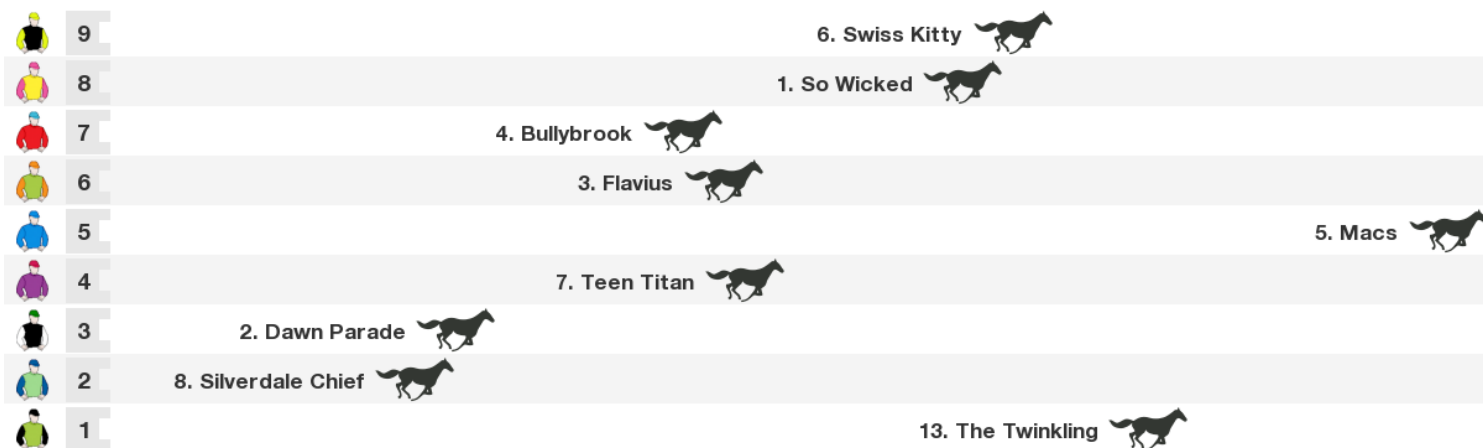 9 6. Swiss Kitty
8 1. So Wicked
7 4. Bullybrook
6 3. Flavius
5 5. Macs
4 7. Teen Titan
3 2. Dawn Parade
2 8. Silverdale Chief
1 13. The Twinkling